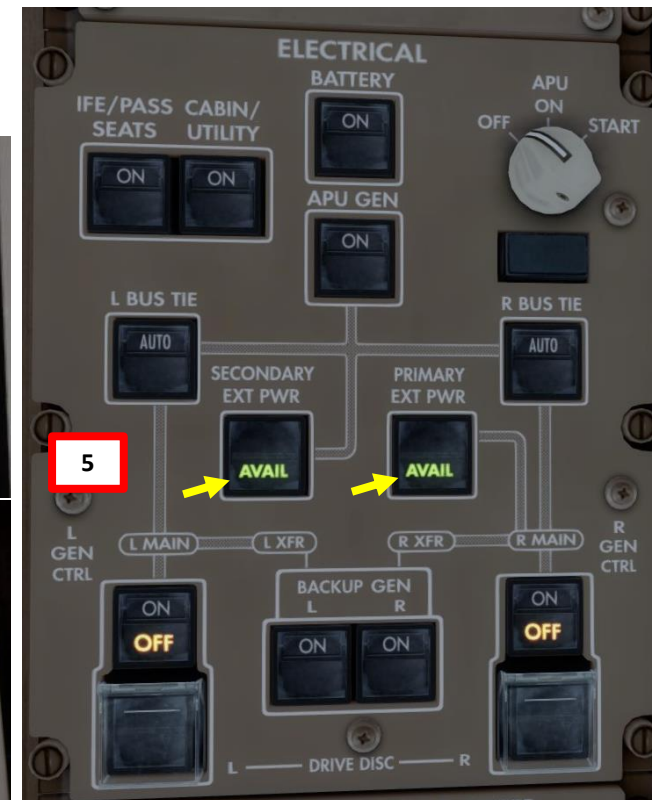 ELECTRICAL
BATTERY
ON
APU
ON
OFF START
IFE/PASS SEATS
CABIN/ UTILITY
ON
ON
APU GEN
ON
L BUS TIE
AUTO
R BUS TIE
AUTO
SECONDARY
EXT PWR
AVAIL
PRIMARY
EXT PWR
AVAIL
5
L
GEN
CTRL
L MAIN
L XFR
R XFR
R MAIN
R
GEN
CTRL
ON
OFF
BACKUP GEN
L R
ON
ON
ON
OFF
L DRIVE DISC R